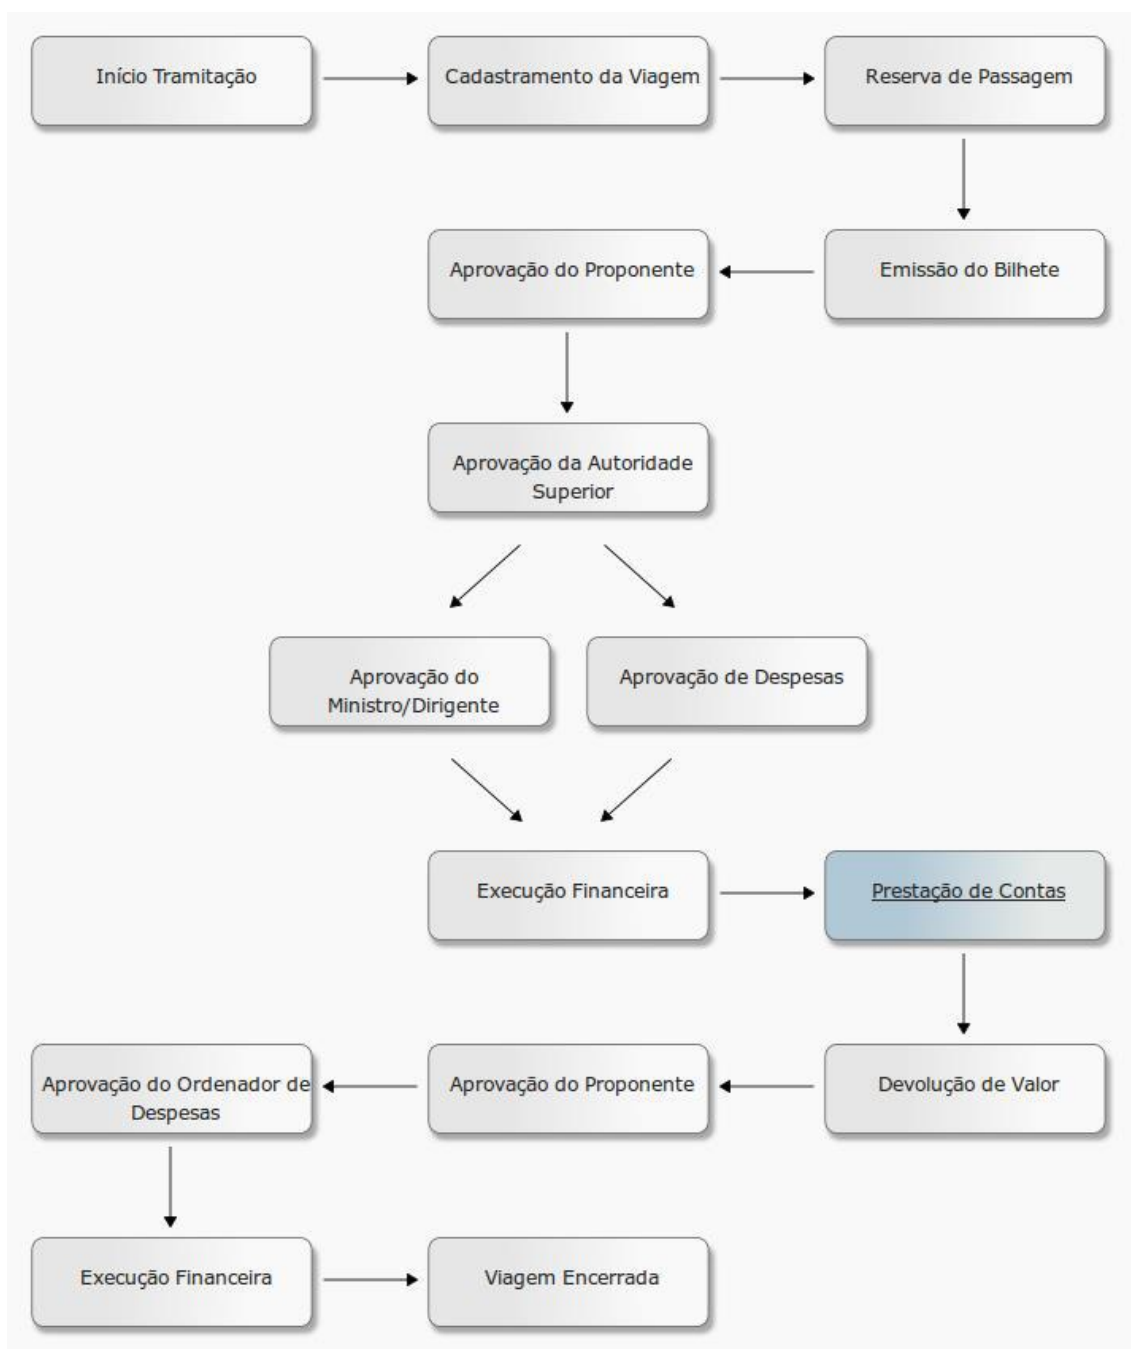 Início Tramitação
Cadastramento da Viagem
Reserva de Passagem
Emissão do Bilhete
Aprovação do Proponente
Aprovação da Autoridade
Superior
Aprovação do
Ministro/Dirigente
Aprovação de Despesas
Execução Financeira
Prestação de Contas
Devolução de Valor
Aprovação do Proponente
Aprovação do Ordenador de
Despesas
Execução Financeira
Viagem Encerrada